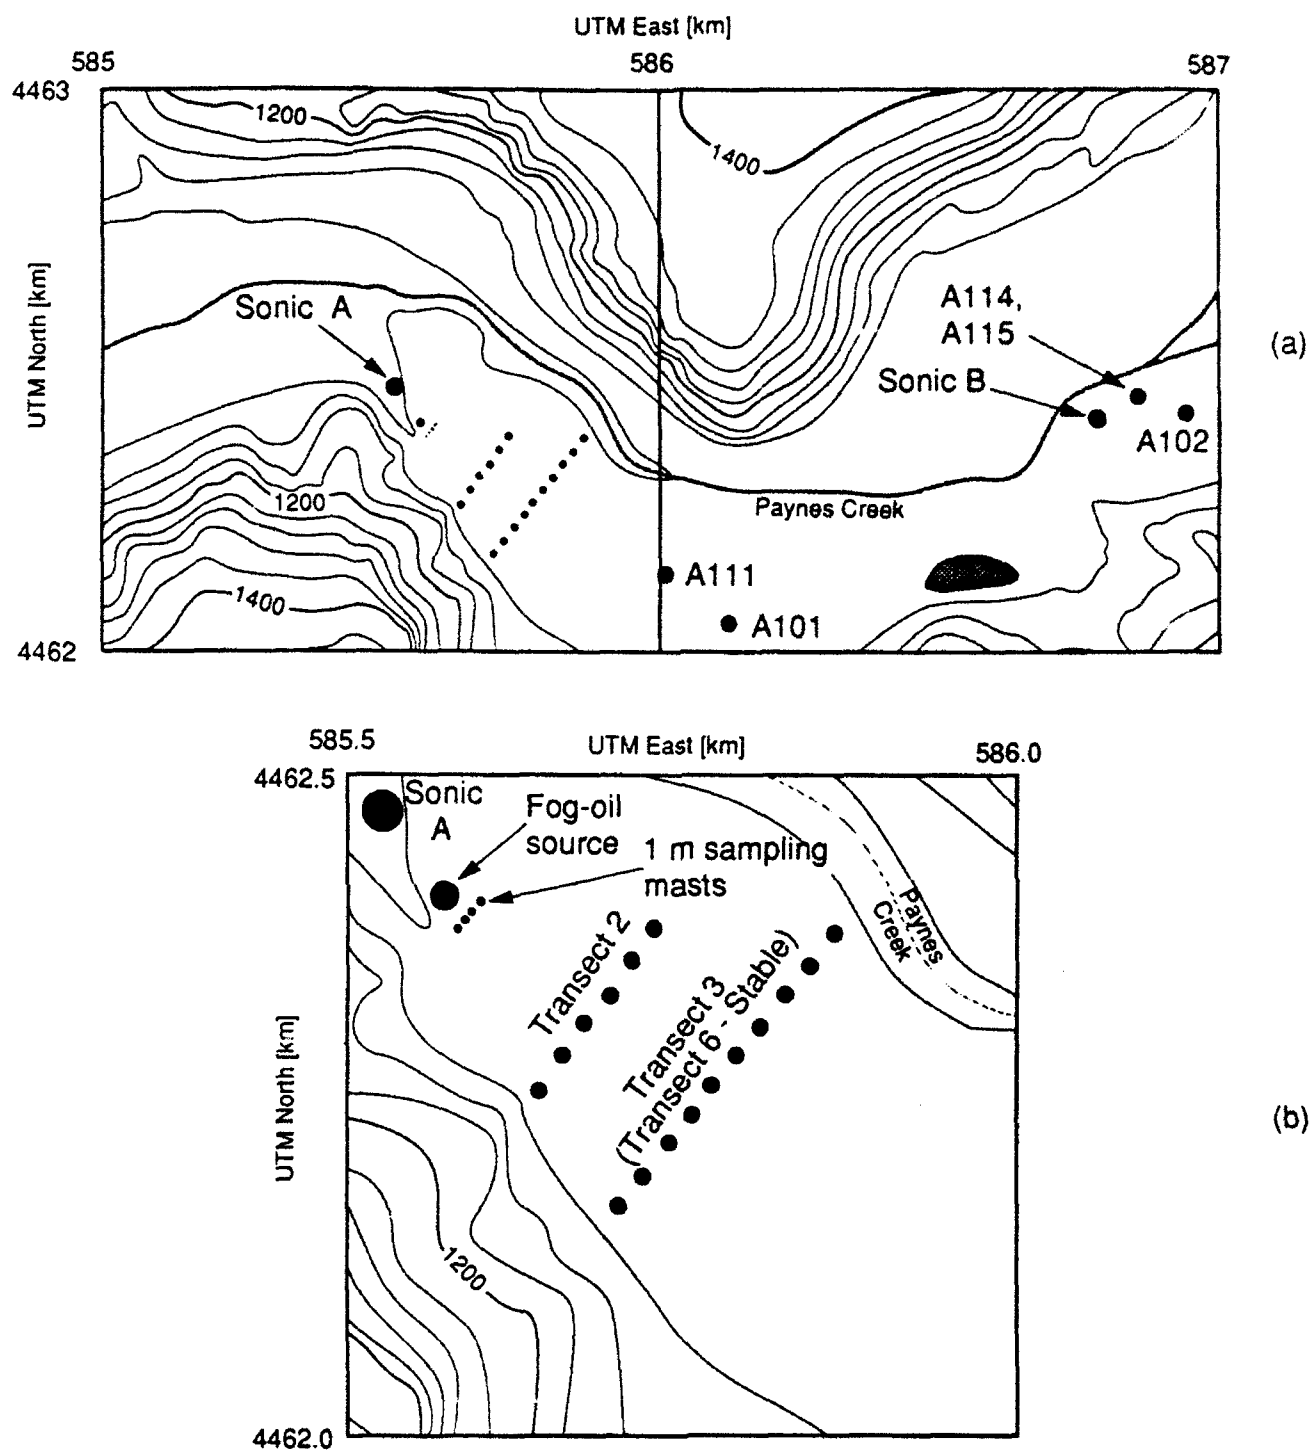 UTM East [km]
585
586
587
4463
1200
1400
Sonic A
A114,
A115
(a)
UTM North [km]
Sonic B
A102
1200
Paynes Creek
A111
1400
A101
4462
585.5
UTM East [km]
586.0
4462.5
Sonic
A
Fog-oil
source
1 m sampling
masts
Paynes
Creek
Transect 2
Transect 3
(Transect 6 - Stable)
UTM North [km]
(b)
1200
4462.0